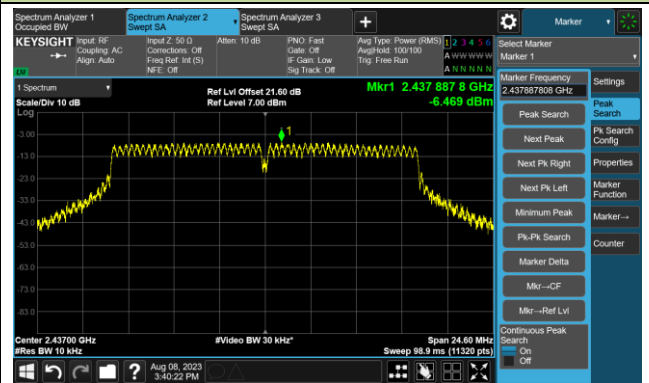 Spectrum Analyzer 1
Occupied BW
Spectrum Analyzer 2
Swept SA
Spectrum Analyzer 3
Swept SA
Marker
KEYSIGHT
Input: RF
Coupling: AC
Align: Auto
Input Z: 50 Ω
Corrections: Off
Freq Ref: Int (S)
NFE: Off
Atten: 10 dB
PNO: Fast
Gate: Off
IF Gain: Low
Sig Track: Off
Avg Type: Power (RMS)
Avg|Hold: 100/100
Trig: Free Run
1 2 3 4 5 6
A W W W W W
A N N N N N
Select Marker
Marker 1
1 Spectrum
Scale/Div 10 dB
Log
Ref Lvl Offset 21.60 dB
Ref Level 7.00 dBm
Mkr1 2.437 887 8 GHz
-6.469 dBm
1
-3.00
-13.0
-23.0
-33.0
-43.0
-53.0
-63.0
-73.0
-83.0
Center 2.43700 GHz
#Res BW 10 kHz
#Video BW 30 kHz*
Span 24.60 MHz
Sweep 98.9 ms (11320 pts)
Marker Frequency
2.437887808 GHz
Peak Search
Next Peak
Next Pk Right
Next Pk Left
Minimum Peak
Pk-Pk Search
Marker Delta
Mkr→CF
Mkr→Ref Lvl
Continuous Peak
Search
On
Off
Settings
Peak
Search
Pk Search
Config
Properties
Marker
Function
Marker→
Counter
Aug 08, 2023
3:40:22 PM